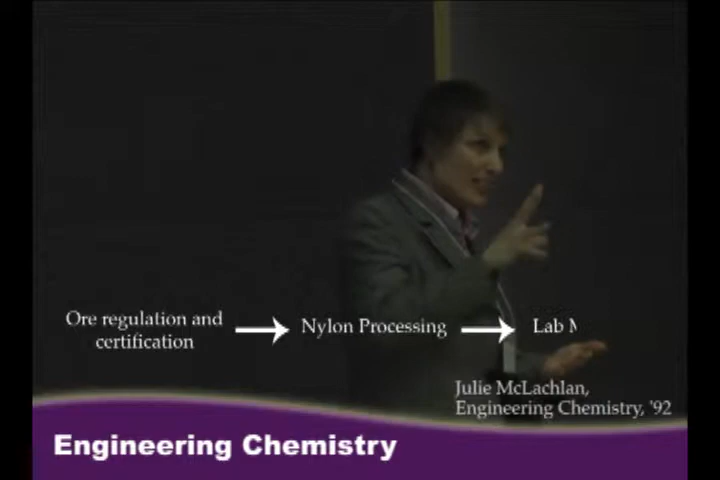 Ore regulation and
certification
Nylon Processing
Lab
Julie McLachlan,
Engineering Chemistry, '92
Engineering Chemistry